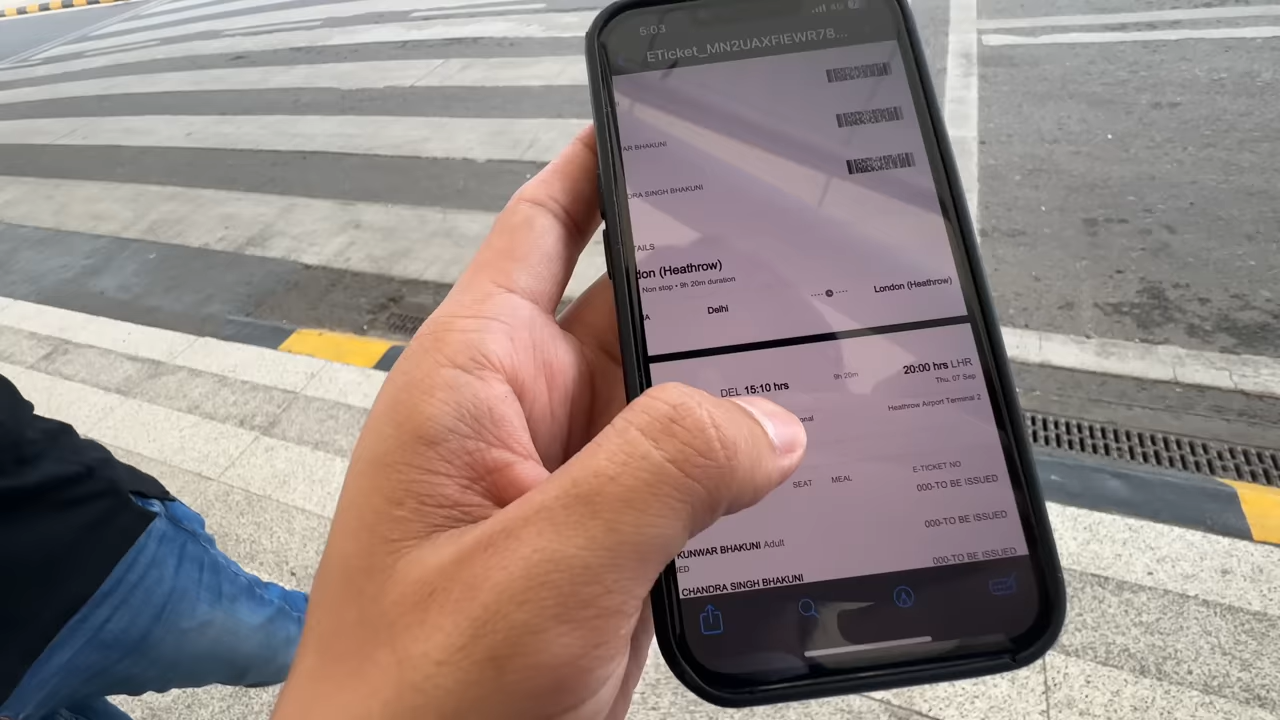 5:03
4G
ETicket_MN2UAXFIEWR7B...
AR BHAKUNI
DRA SINGH BHAKUNI
TAILS
don (Heathrow)
Non stop • 9h 20m duration
Delhi
London (Heathrow)
DEL 15:10 hrs
9h 20m
20:00 hrs LHR
Thu, 07 Sep
onal
Heathrow Airport Terminal 2
SEAT MEAL E-TICKET NO
000-TO BE ISSUED
000-TO BE ISSUED
KUNWAR BHAKUNI Adult
IED
000-TO BE ISSUED
CHANDRA SINGH BHAKUNI